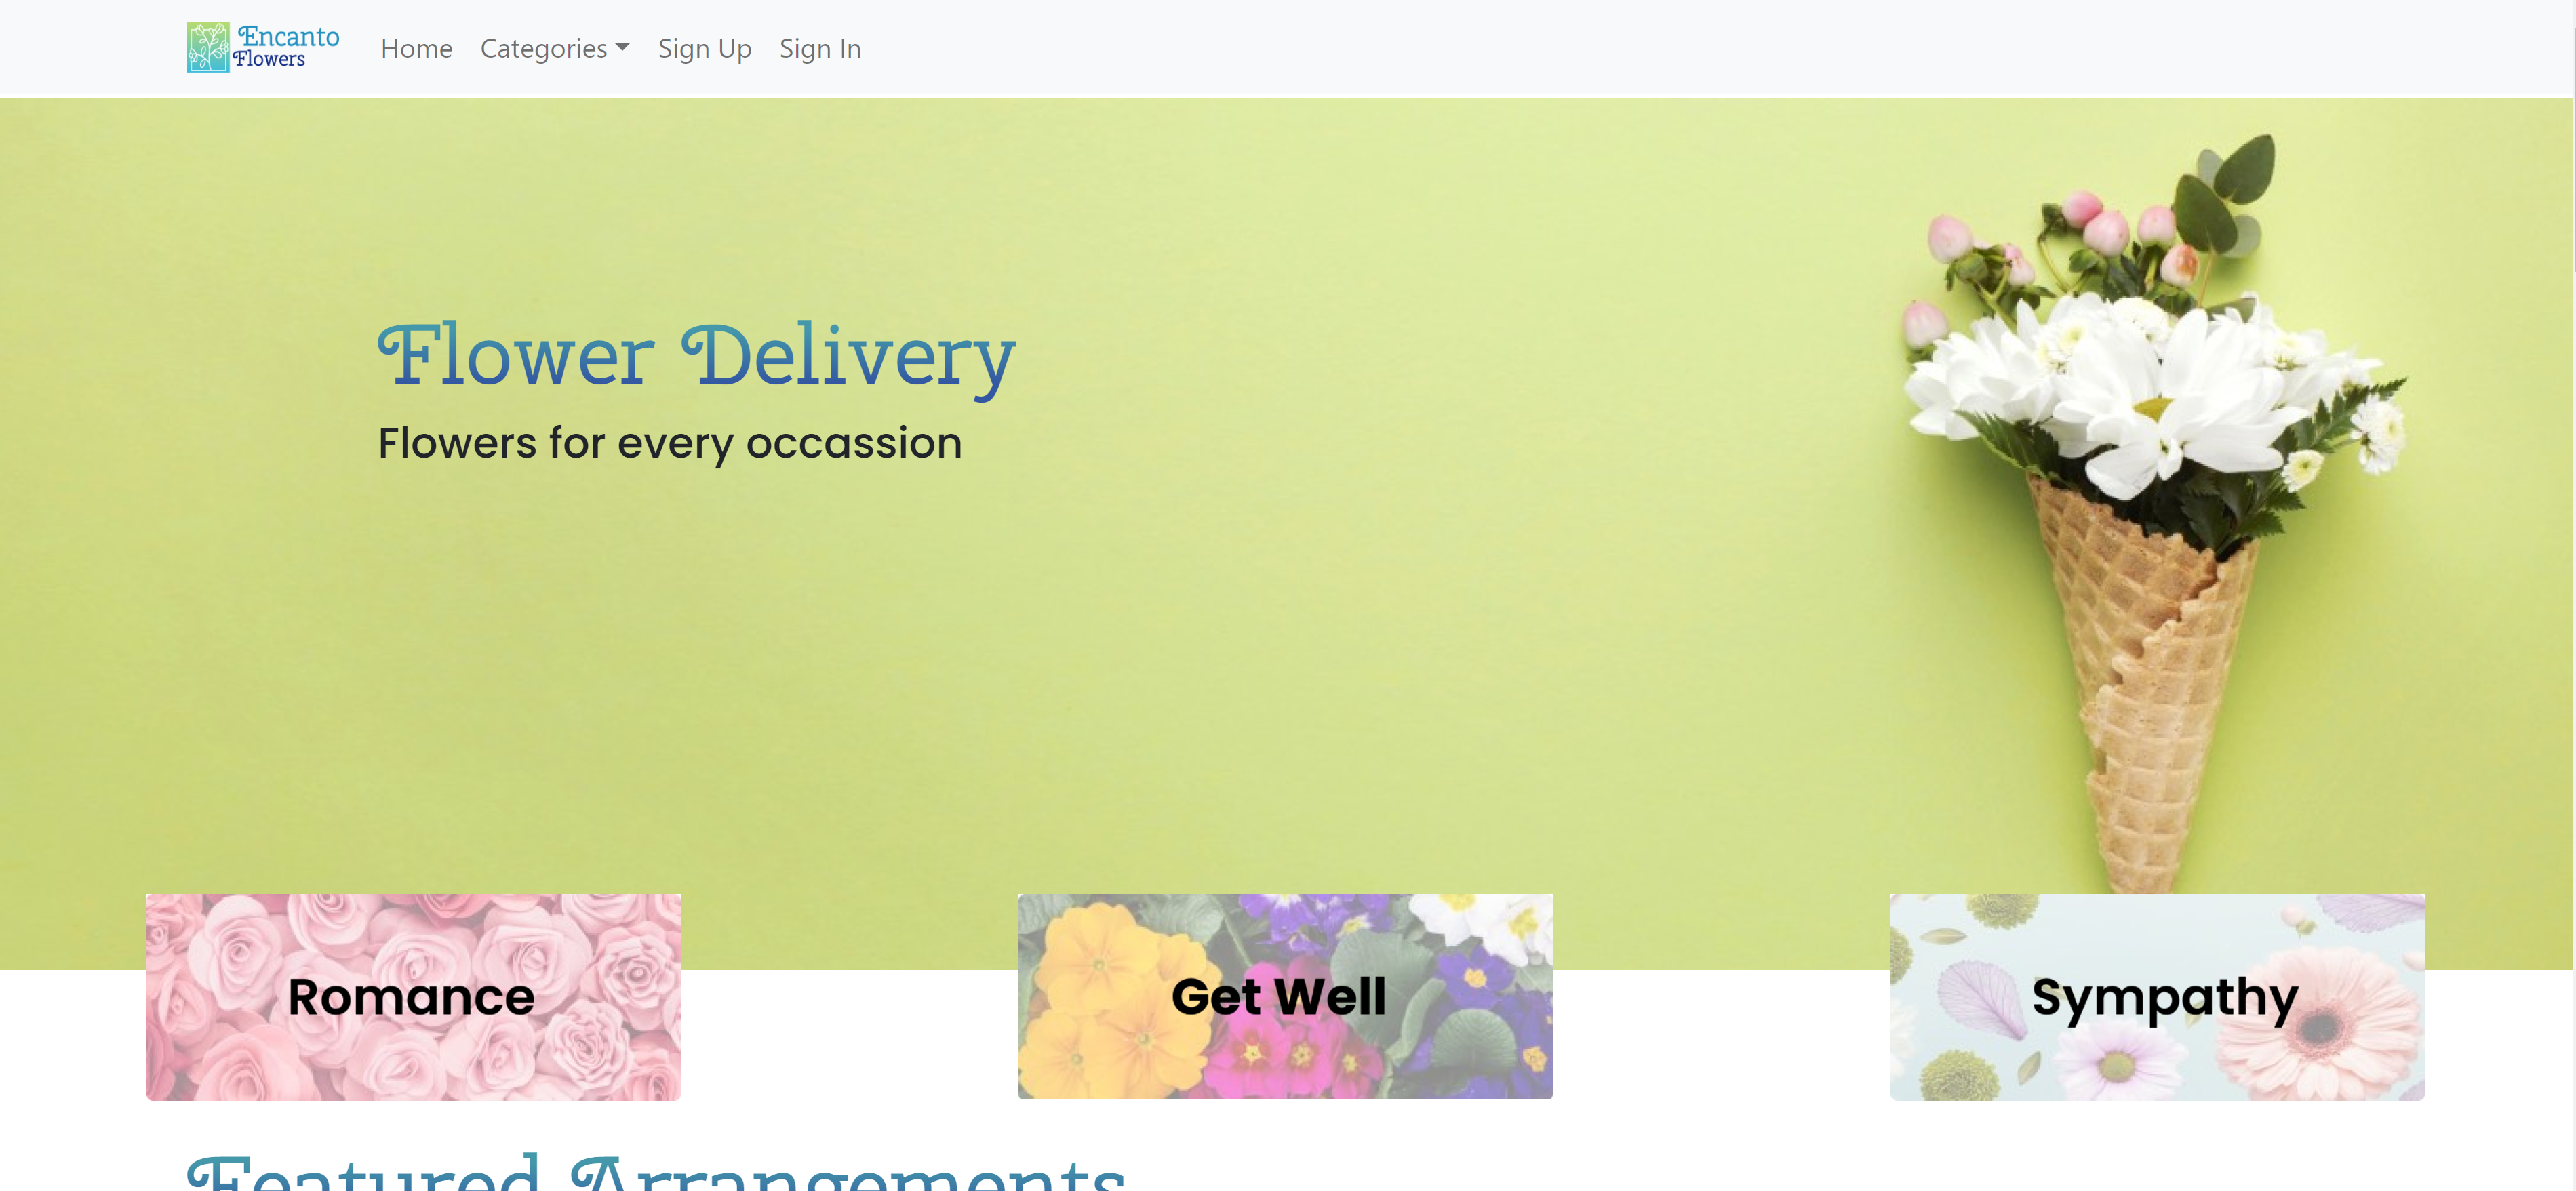 Encanto
Flowers
Home Categories Sign Up Sign In
Flower Delivery
Flowers for every occassion
Romance Get Well Sympathy
Featured Arrangements